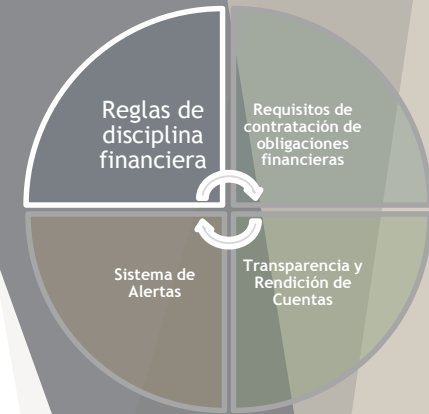 Reglas de
disciplina
financiera
Requisitos de
contratación de
obligaciones
financieras
Sistema de
Alertas
Transparencia y
Rendición de
Cuentas